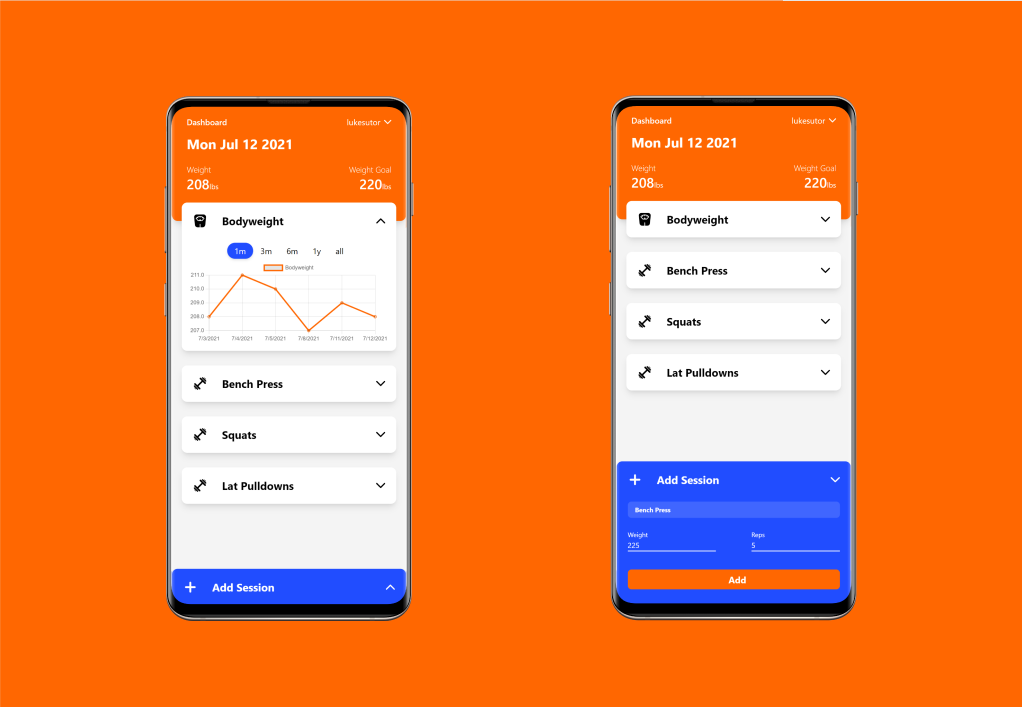 Dashboard
lukesutor
Mon Jul 12 2021
Weight
Weight Goal
208lbs
220lbs
Bodyweight
1m 3m 6m 1y all
Bodyweight
211.0
210.0
209.0
208.0
207.0
7/3/2021 7/4/2021 7/5/2021 7/8/2021 7/11/2021 7/12/2021
Bench Press
Squats
Lat Pulldowns
Add Session
Dashboard
lukesutor
Mon Jul 12 2021
Weight
Weight Goal
208lbs
220lbs
Bodyweight
Bench Press
Squats
Lat Pulldowns
Add Session
Bench Press
Weight
Reps
225
5
Add